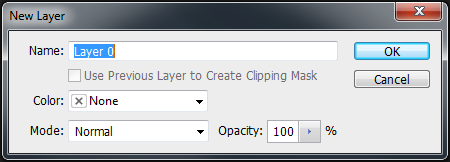 New Layer
Name: Layer 0 OK
Use Previous Layer to Create Clipping Mask Cancel
Color: None
Mode: Normal Opacity: 100 %